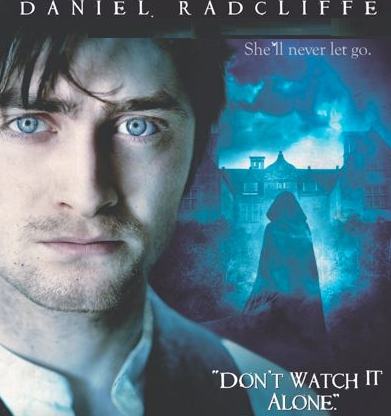 DANIEL RADCLIFFE
She'll never let go.
"DON'T WATCH IT
ALONE."